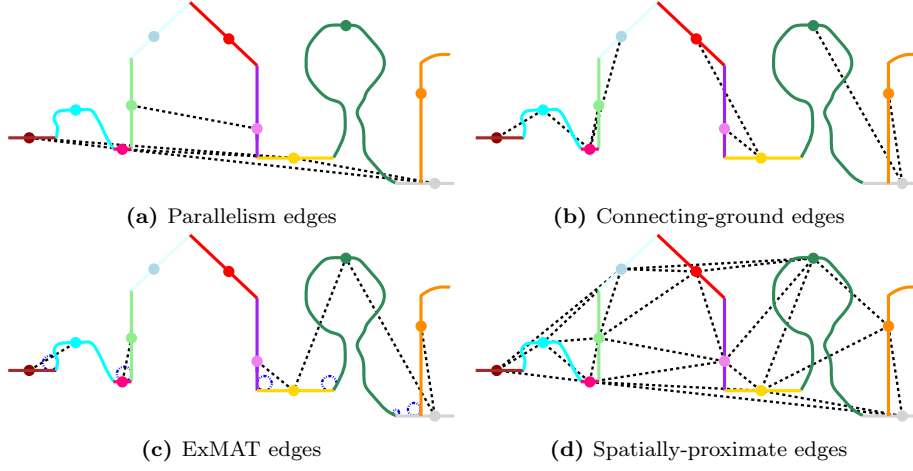 (a) Parallelism edges
(b) Connecting-ground edges
(c) ExMAT edges
(d) Spatially-proximate edges